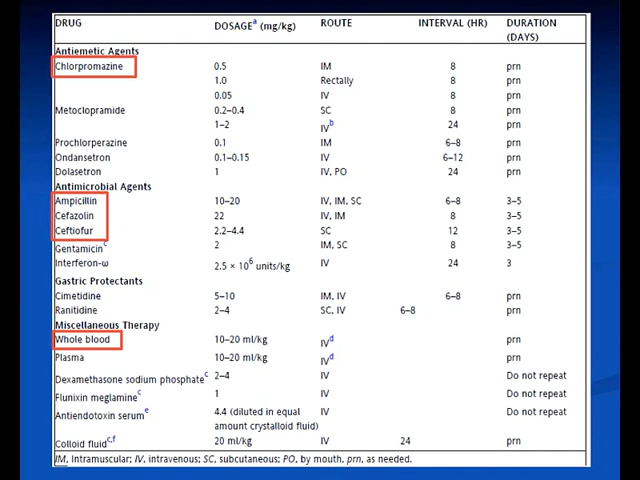 DRUG DOSAGEa (mg/kg) ROUTE INTERVAL (HR) DURATION (DAYS)
Antiemetic Agents
Chlorpromazine 0.5 IM 8 prn
1.0 Rectally 8 prn
0.05 IV 8 prn
Metoclopramide 0.2–0.4 SC 8 prn
1–2 IVb 24 prn
Prochlorperazine 0.1 IM 6–8 prn
Ondansetron 0.1–0.15 IV 6–12 prn
Dolasetron 1 IV, PO 24 prn
Antimicrobial Agents
Ampicillin 10–20 IV, IM, SC 6–8 3–5
Cefazolin 22 IV, IM 8 3–5
Ceftiofur 2.2–4.4 SC 12 3–5
Gentamicinc 2 IM, SC 8 3–5
Interferon-ω 2.5 × 10⁶ units/kg IV 24 3
Gastric Protectants
Cimetidine 5–10 IM, IV 6–8 prn
Ranitidine 2–4 SC, IV 6–8 prn
Miscellaneous Therapy
Whole blood 10–20 ml/kg IVd prn
Plasma 10–20 ml/kg IVd prn
Dexamethasone sodium phosphatec 2–4 IV Do not repeat
Flunixin meglaminec 1 IV Do not repeat
Antiendotoxin serume 4.4 (diluted in equal IV Do not repeat
amount crystalloid fluid)
Colloid fluidc,f 20 ml/kg IV 24 prn
IM, Intramuscular; IV, intravenous; SC, subcutaneous; PO, by mouth, prn, as needed.